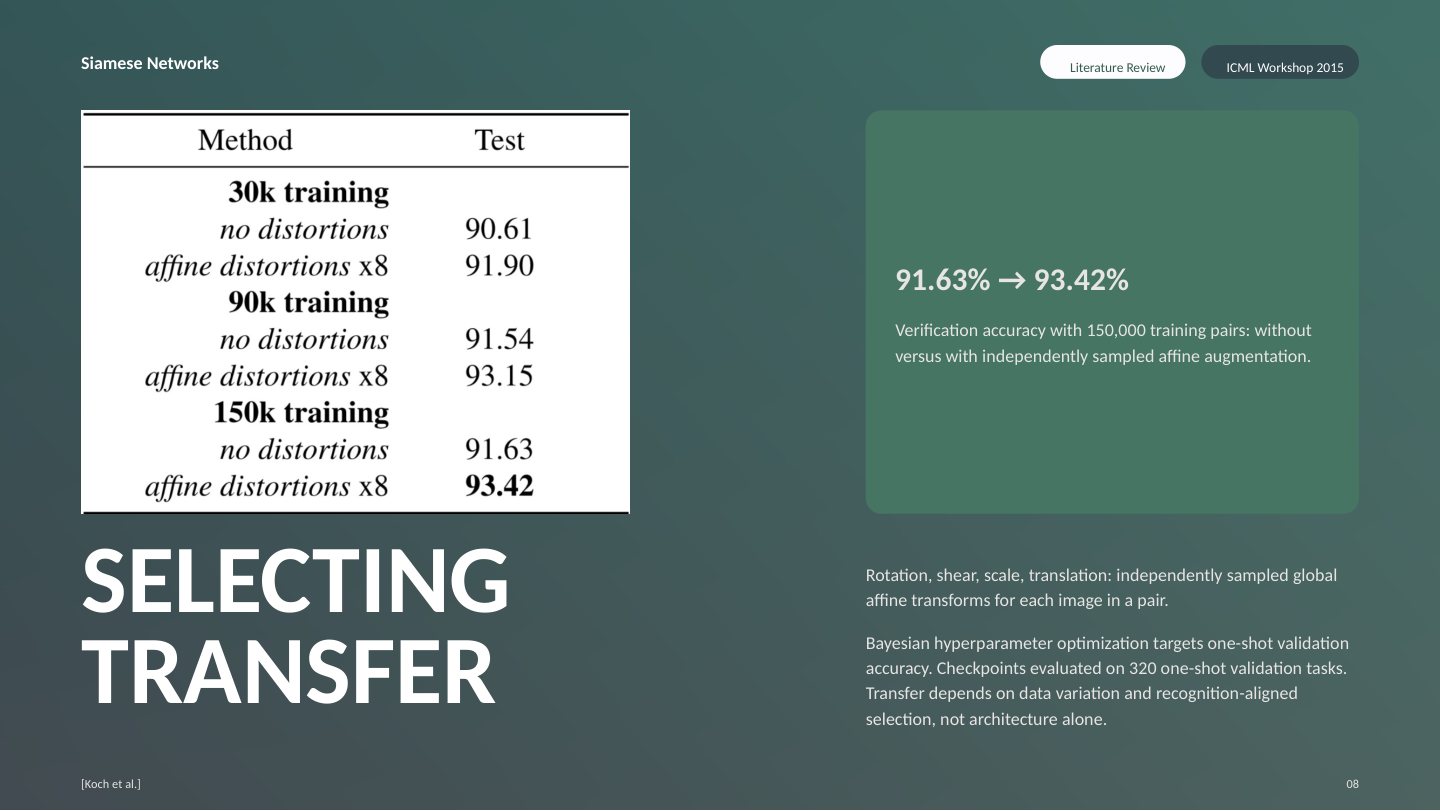 Siamese Networks
Literature Review
ICML Workshop 2015
Method Test
30k training
no distortions 90.61
affine distortions x8 91.90
90k training
no distortions 91.54
affine distortions x8 93.15
150k training
no distortions 91.63
affine distortions x8 93.42
91.63% → 93.42%
Verification accuracy with 150,000 training pairs: without
versus with independently sampled affine augmentation.
SELECTING
TRANSFER
Rotation, shear, scale, translation: independently sampled global
affine transforms for each image in a pair.
Bayesian hyperparameter optimization targets one-shot validation
accuracy. Checkpoints evaluated on 320 one-shot validation tasks.
Transfer depends on data variation and recognition-aligned
selection, not architecture alone.
[Koch et al.]
08